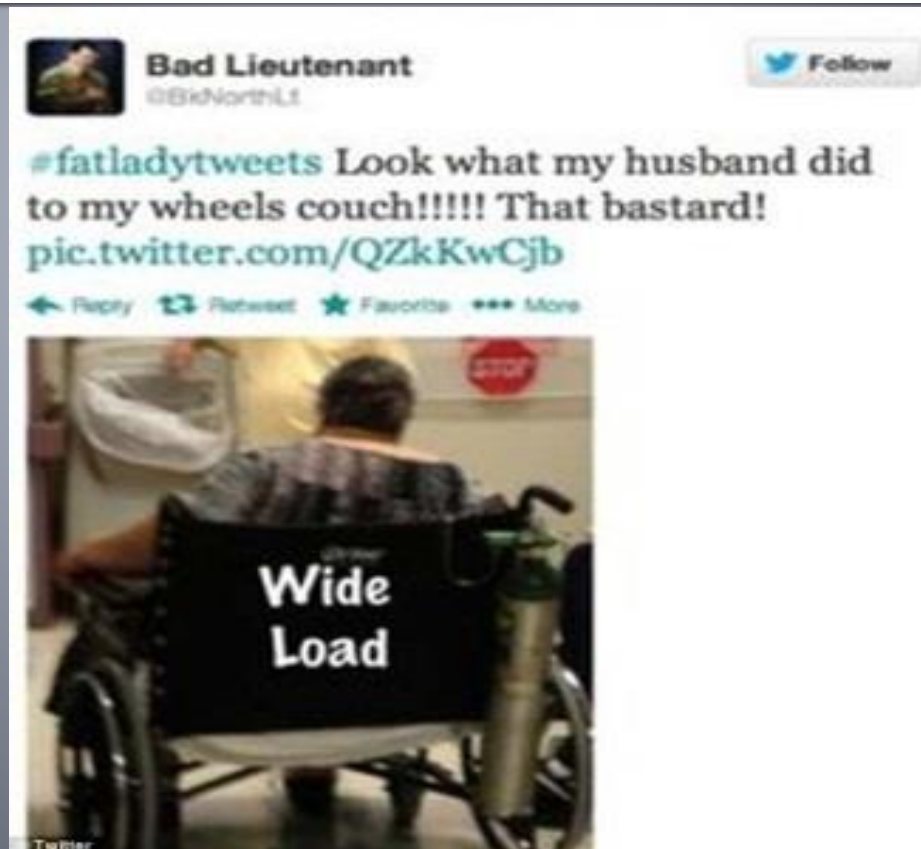 Bad Lieutenant
@BkNorthLt
Follow
#fatladytweets Look what my husband did
to my wheels couch!!!!! That bastard!
pic.twitter.com/QZkKwCjb
Reply Retweet Favorite ••• More
STOP
Wide
Load
Twitter